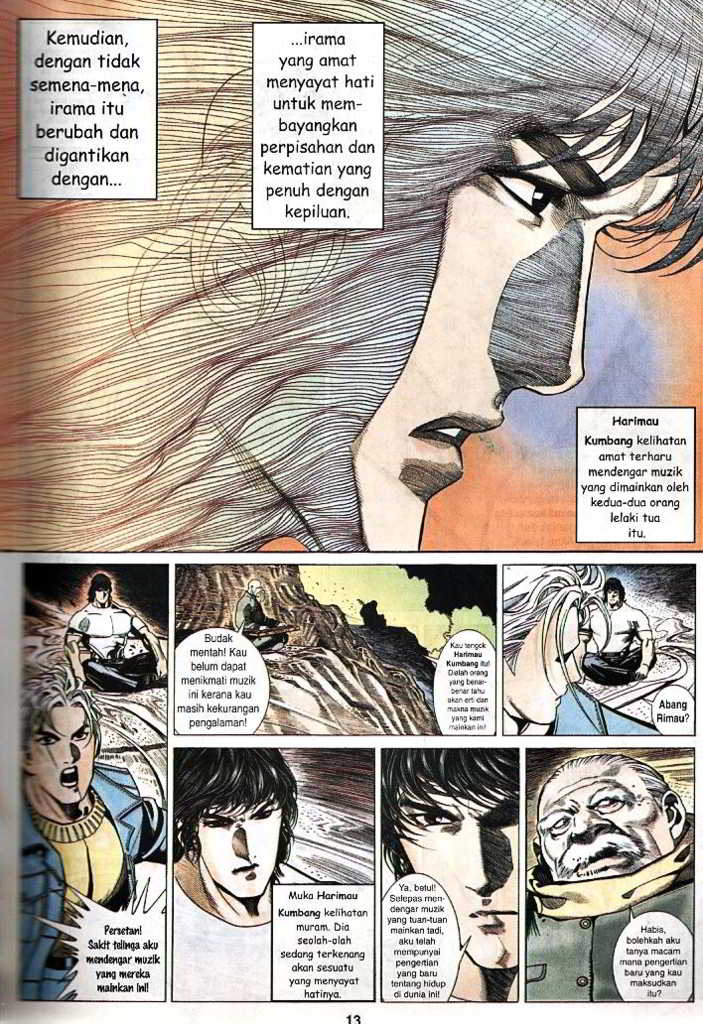 Kemudian,
dengan tidak
semena-mena,
irama itu
berubah dan
digantikan
dengan...
...irama
yang amat
menyayat hati
untuk mem-
bayangkan
perpisahan dan
kematian yang
penuh dengan
kepiluan.
Harimau
Kumbang kelihatan
amat terharu
mendengar muzik
yang dimainkan oleh
kedua-dua orang
lelaki tua
itu.
Persetan!
Sakit telinga aku
mendengar muzik
yang mereka
mainkan ini!
Budak
mentah! Kau
belum dapat
menikmati muzik
ini kerana kau
masih kekurangan
pengalaman!
Kau tengok
Harimau
Kumbang itu!
Dialah orang
yang benar-
benar tahu
akan erti dan
makna muzik
yang kami
mainkan ini!
Abang
Rimau?
Muka Harimau
Kumbang kelihatan
muram. Dia
seolah-olah
sedang terkenang
akan sesuatu
yang menyayat
hatinya.
Ya, betul!
Selepas men-
dengar muzik
yang tuan-tuan
mainkan tadi,
aku telah
mempunyai
pengertian
yang baru
tentang hidup
di dunia ini!
Habis,
bolehkah aku
tanya macam
mana pengertian
baru yang kau
maksudkan
itu?
13